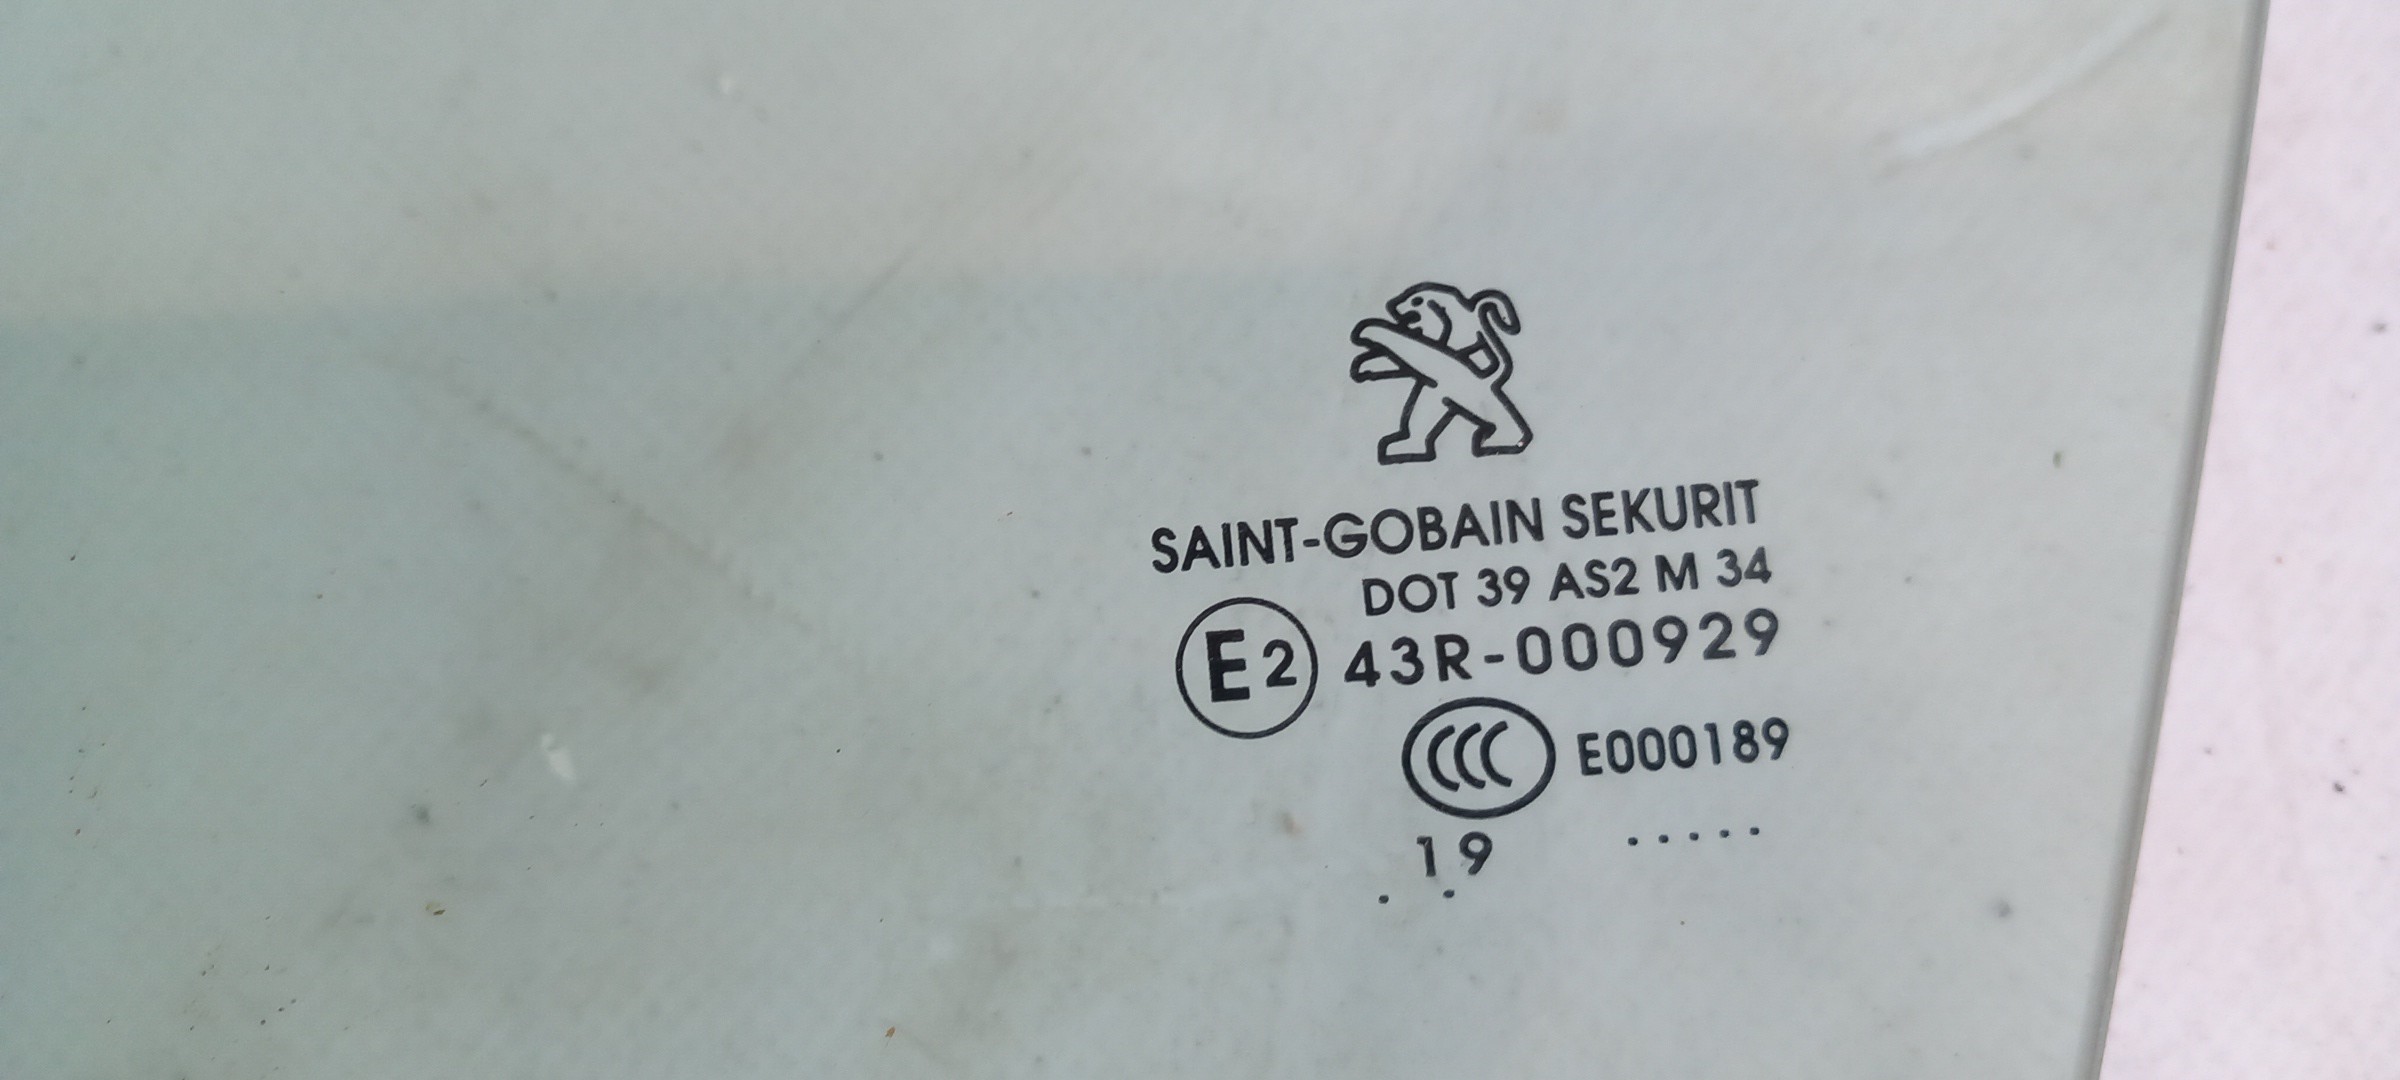 SAINT-GOBAIN SEKURIT
DOT 39 AS2 M 34
E2 43R-000929
CCC E000189
19 .....
. .